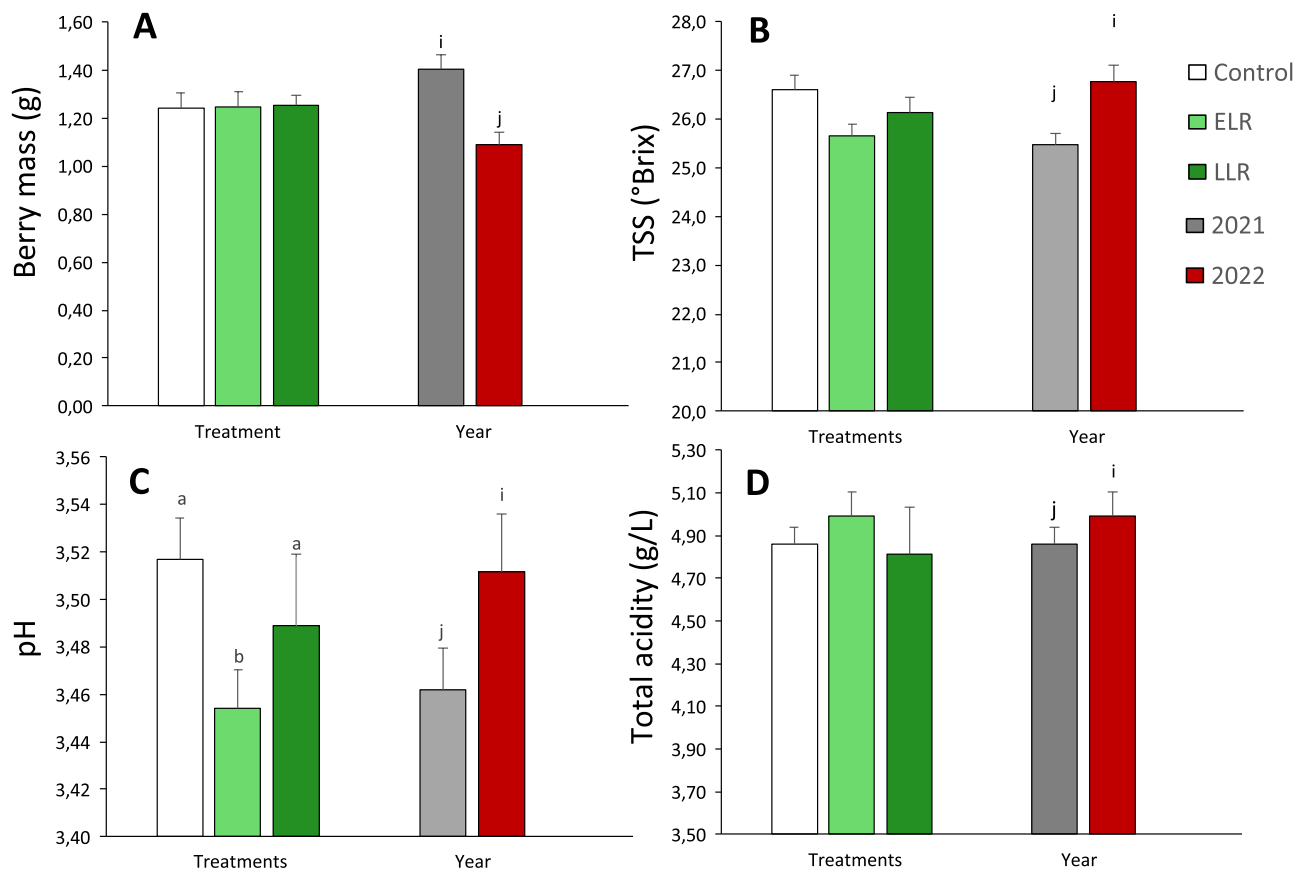 A
Berry mass (g)
1,60
1,40
1,20
1,00
0,80
0,60
0,40
0,20
0,00
i
j
Treatment
Year
B
TSS (°Brix)
28,0
27,0
26,0
25,0
24,0
23,0
22,0
21,0
20,0
j
i
Treatments
Year
Control
ELR
LLR
2021
2022
C
pH
3,56
3,54
3,52
3,50
3,48
3,46
3,44
3,42
3,40
a
b
a
j
i
Treatments
Year
D
Total acidity (g/L)
5,30
5,10
4,90
4,70
4,50
4,30
4,10
3,90
3,70
3,50
j
i
Treatments
Year